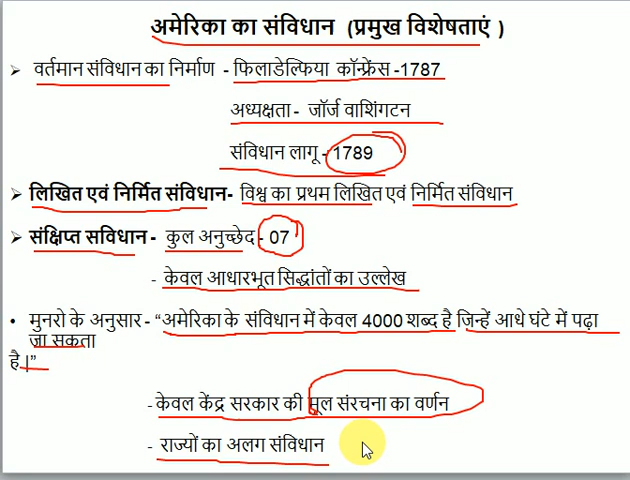 अमेरिका का संविधान (प्रमुख विशेषताएं )
➢ वर्तमान संविधान का निर्माण - फिलाडेल्फिया कॉन्फ्रेंस -1787
अध्यक्षता - जॉर्ज वाशिंगटन
संविधान लागू - 1789
➢ लिखित एवं निर्मित संविधान- विश्व का प्रथम लिखित एवं निर्मित संविधान
➢ संक्षिप्त सविधान - कुल अनुच्छेद - 07
- केवल आधारभूत सिद्धांतों का उल्लेख
• मुनरो के अनुसार - “अमेरिका के संविधान में केवल 4000 शब्द है जिन्हें आधे घंटे में पढ़ा
जा सकता
है |”
- केवल केंद्र सरकार की मूल संरचना का वर्णन
- राज्यों का अलग संविधान